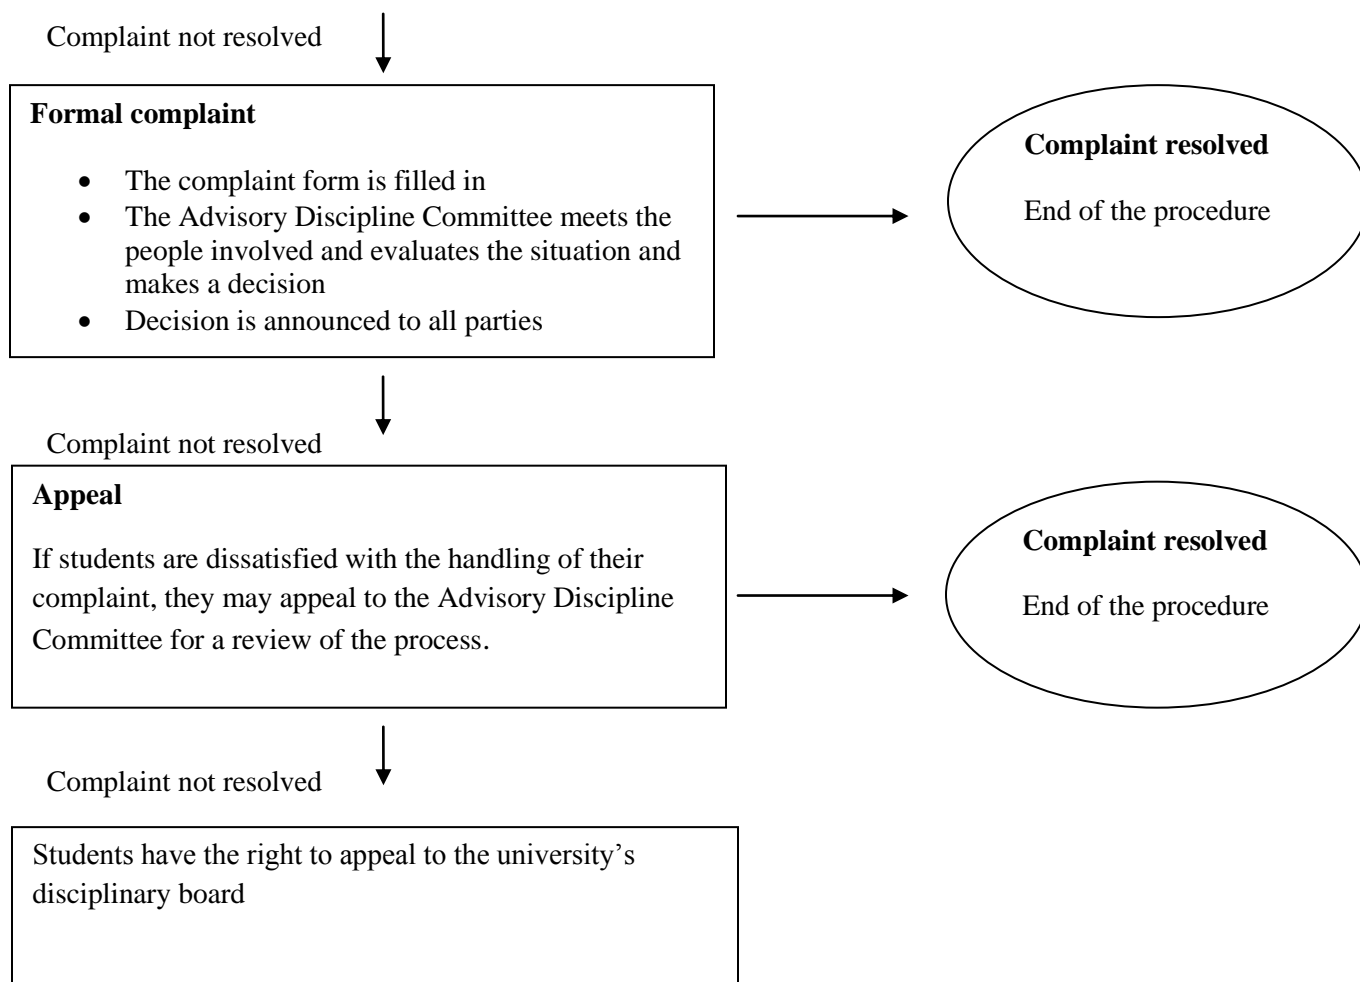 Complaint not resolved
Formal complaint
• The complaint form is filled in
• The Advisory Discipline Committee meets the
people involved and evaluates the situation and
makes a decision
• Decision is announced to all parties
Complaint resolved
End of the procedure
Complaint not resolved
Appeal
If students are dissatisfied with the handling of their
complaint, they may appeal to the Advisory Discipline
Committee for a review of the process.
Complaint resolved
End of the procedure
Complaint not resolved
Students have the right to appeal to the university’s
disciplinary board